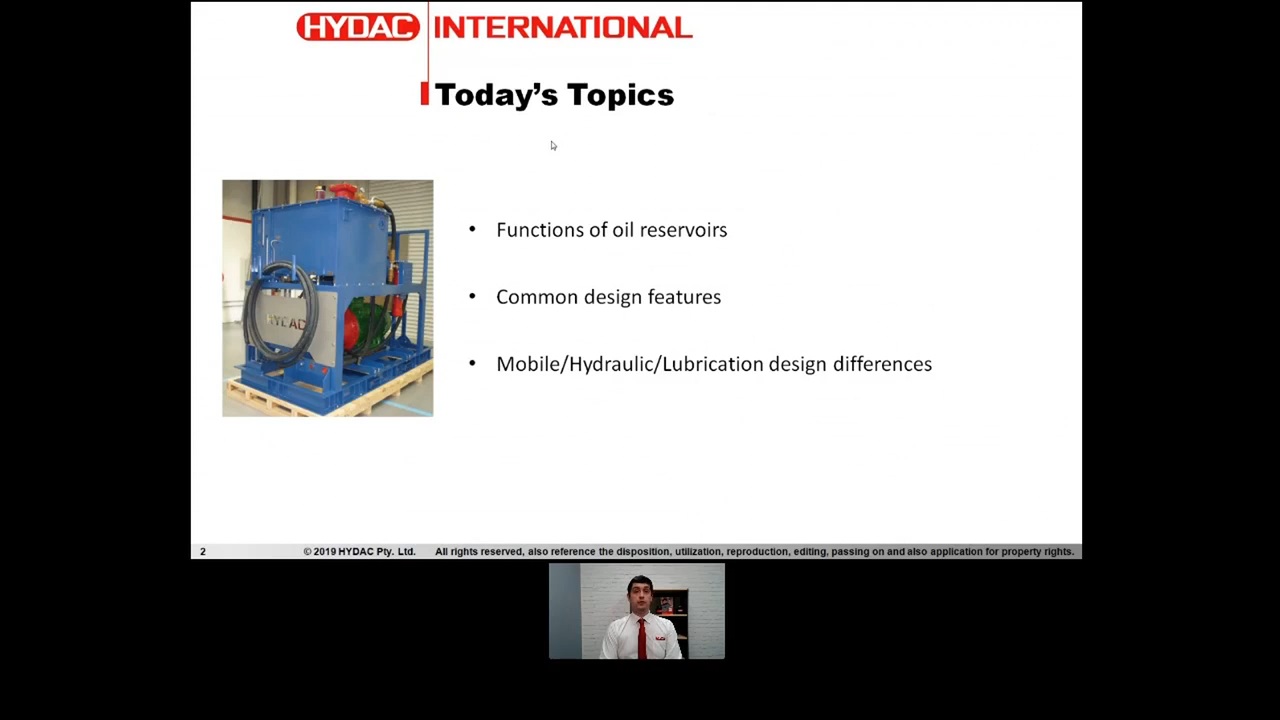 HYDAC INTERNATIONAL
Today's Topics
• Functions of oil reservoirs
• Common design features
• Mobile/Hydraulic/Lubrication design differences
HYDAC
2 © 2019 HYDAC Pty. Ltd. All rights reserved, also reference the disposition, utilization, reproduction, editing, passing on and also application for property rights.